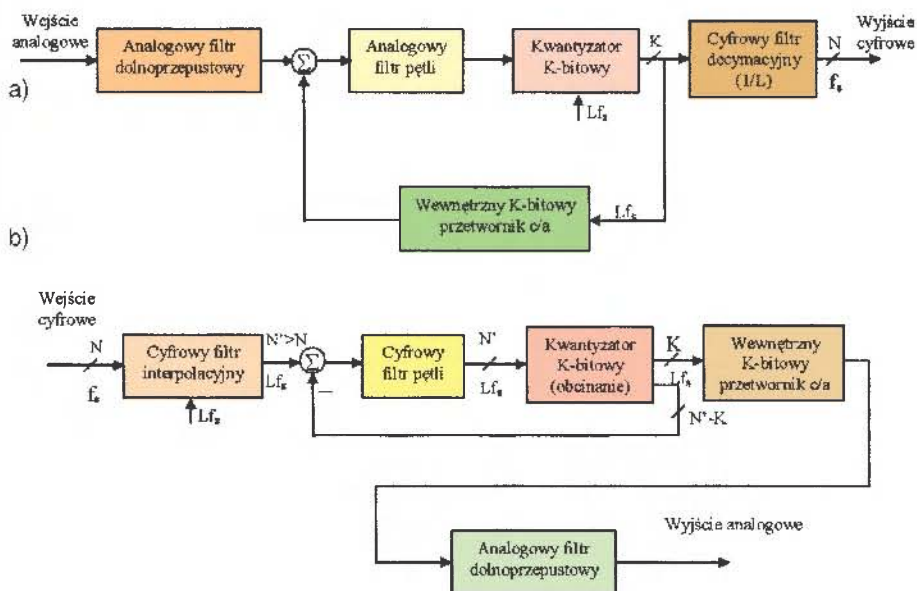 Wejście
analogowe
Analogowy filtr
dolnoprzepustowy
Σ
Analogowy
filtr pętli
Kwantyzator
K-bitowy
K
Cyfrowy filtr
decymacyjny
(1/L)
N
fs
Wyjście
cyfrowe
a)
Lfs
Wewnętrzny K-bitowy
przetwornik c/a
Lfs
b)
Wejście
cyfrowe
N
fs
Cyfrowy filtr
interpolacyjny
N'>N
Lfs
Σ
–
Cyfrowy
filtr pętli
N'
Lfs
Kwantyzator
K-bitowy
(obcinanie)
K
Lfs
Wewnętrzny
K-bitowy
przetwornik c/a
Lfs
N'-K
Analogowy filtr
dolnoprzepustowy
Wyjście analogowe